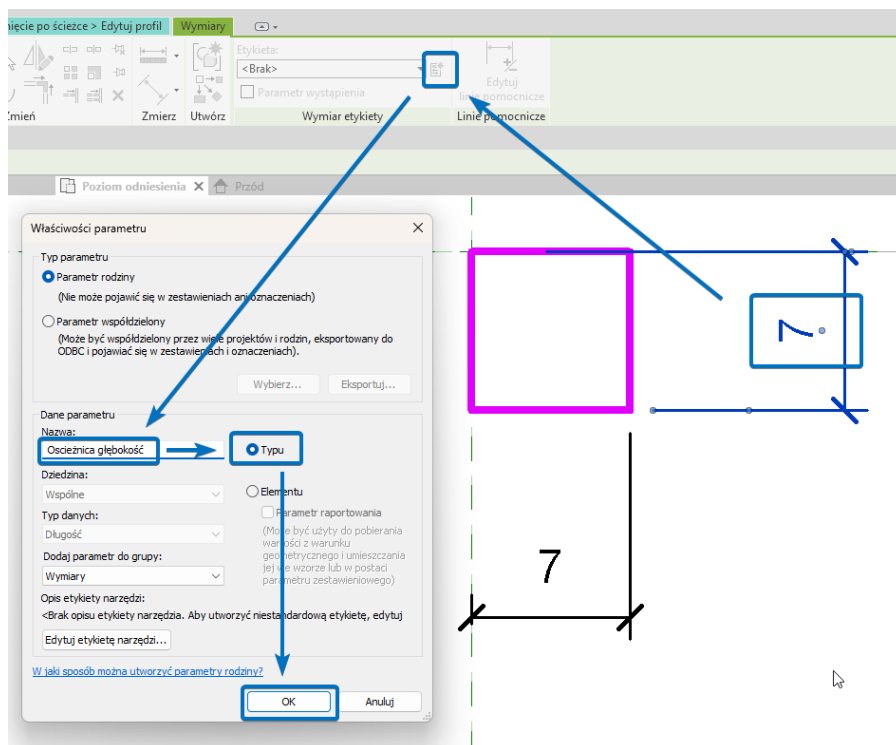 nięcie po ścieżce > Edytuj profil
Wymiary
Etykieta:
<Brak>
Parametr wystąpienia
Edytuj
linie pomocnicze
Zmień
Zmierz
Utwórz
Wymiar etykiety
Linie pomocnicze
Poziom odniesienia
Przód
Właściwości parametru
Typ parametru
Parametr rodziny
(Nie może pojawić się w zestawieniach ani oznaczeniach)
Parametr współdzielony
(Może być współdzielony przez wiele projektów i rodzin, eksportowany do
ODBC i pojawiać się w zestawieniach i oznaczeniach).
Wybierz...
Eksportuj...
Dane parametru
Nazwa:
Oscieżnica głębokość
Typu
Dziedzina:
Wspólne
Elementu
Parametr raportowania
Typ danych:
(Może być użyty do pobierania
wartości z warunku
geometrycznego i umieszczania
jej we wzorze lub w postaci
parametru zestawieniowego)
Długość
Dodaj parametr do grupy:
Wymiary
Opis etykiety narzędzi:
<Brak opisu etykiety narzędzia. Aby utworzyć niestandardową etykietę, edytuj
Edytuj etykietę narzędzi...
W jaki sposób można utworzyć parametry rodziny?
OK
Anuluj
7
7